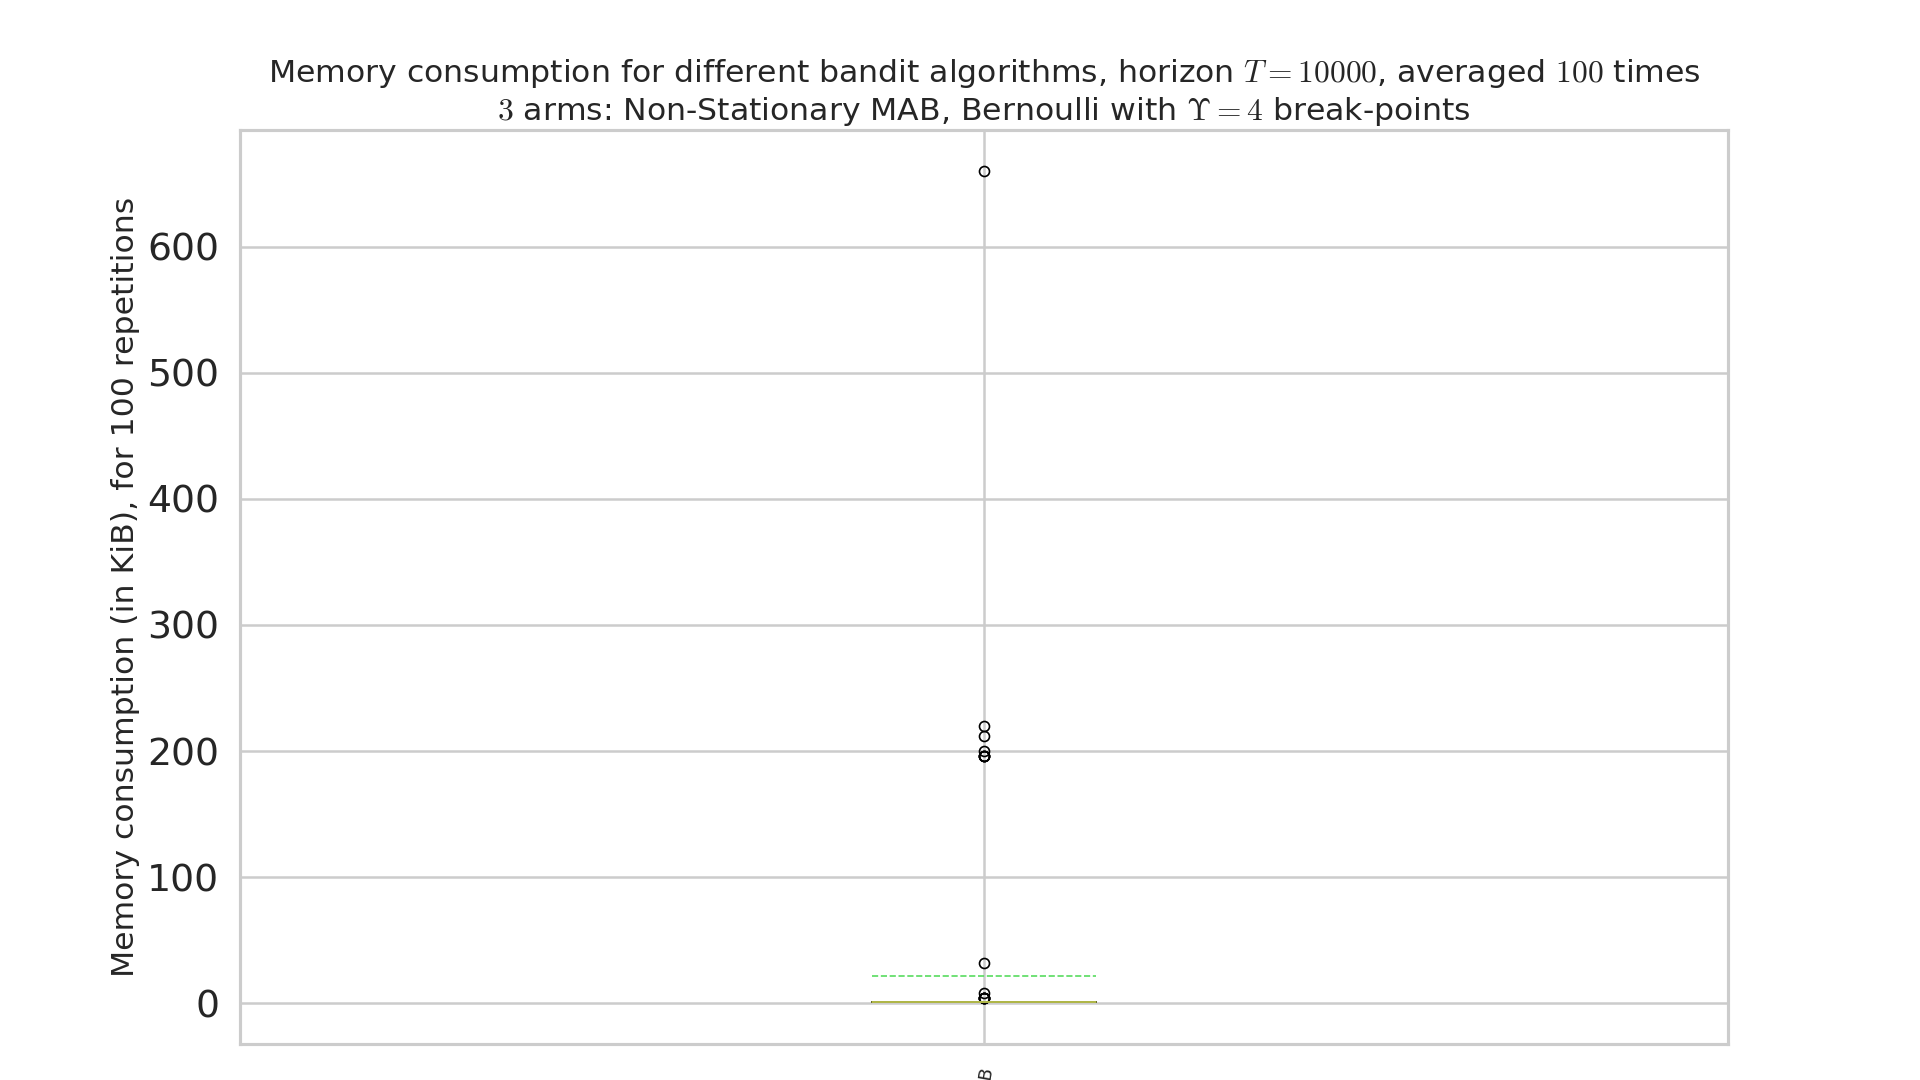 Memory consumption for different bandit algorithms, horizon T = 10000, averaged 100 times
3 arms: Non-Stationary MAB, Bernoulli with ϒ = 4 break-points
Memory consumption (in KiB), for 100 repetitions
600
500
400
300
200
100
0
B